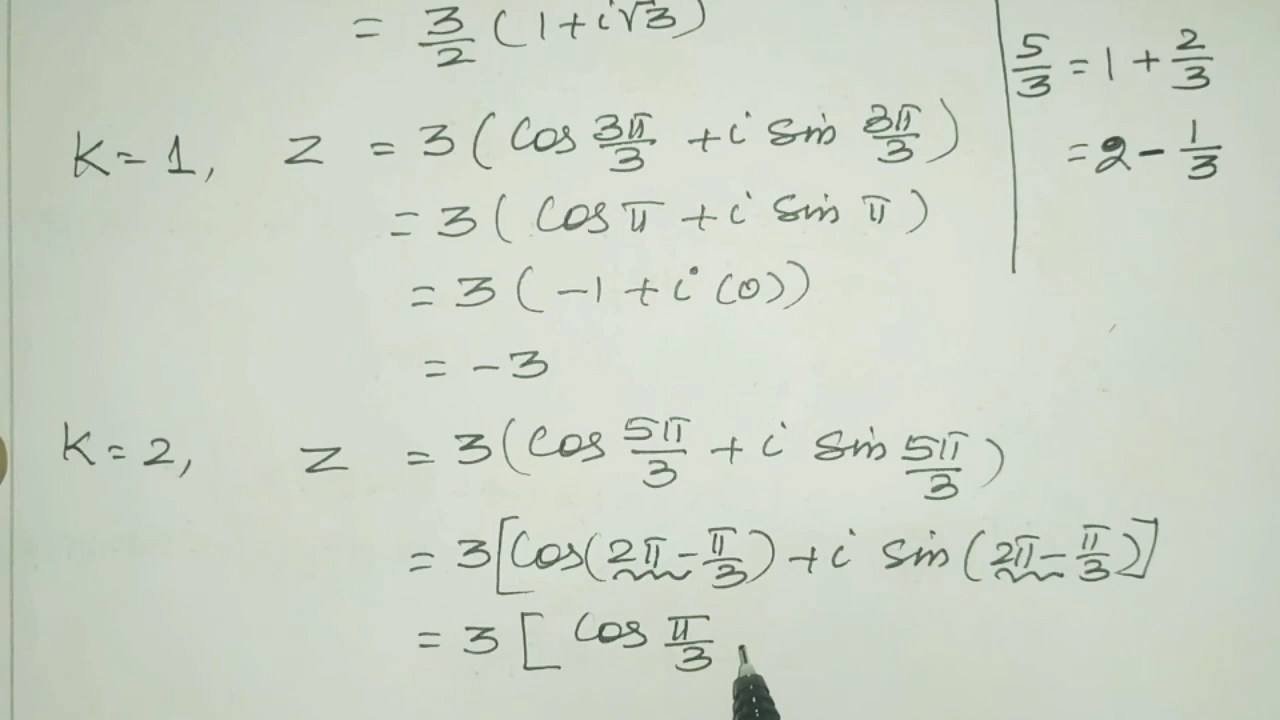 = 3/2 (1+i√3)
5/3 = 1 + 2/3
= 2 - 1/3
K = 1, Z = 3 ( Cos 3π/3 + i Sin 3π/3 )
= 3 ( Cos π + i Sin π )
= 3 ( -1 + i (0))
= -3
K = 2, Z = 3 ( Cos 5π/3 + i Sin 5π/3 )
= 3 [Cos(2π - π/3) + i Sin (2π - π/3)]
= 3 [ Cos π/3